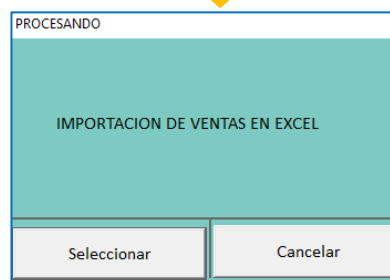 PROCESANDO
IMPORTACION DE VENTAS EN EXCEL
Seleccionar
Cancelar